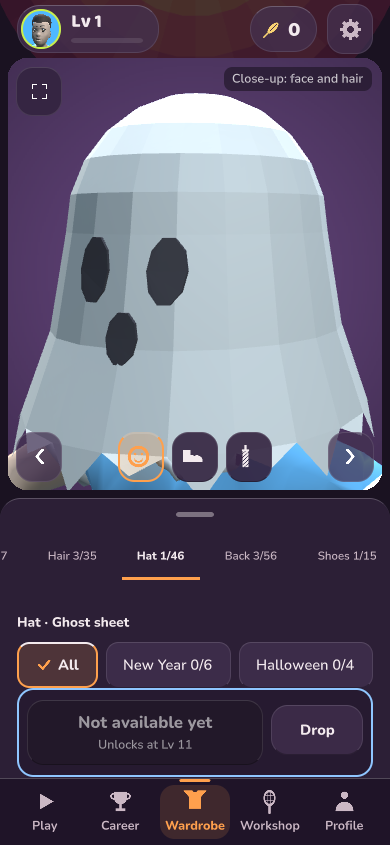 Lv 1
0
Close-up: face and hair
7
Hair 3/35
Hat 1/46
Back 3/56
Shoes 1/15
Hat · Ghost sheet
All
New Year 0/6
Halloween 0/4
Not available yet
Unlocks at Lv 11
Drop
Play
Career
Wardrobe
Workshop
Profile